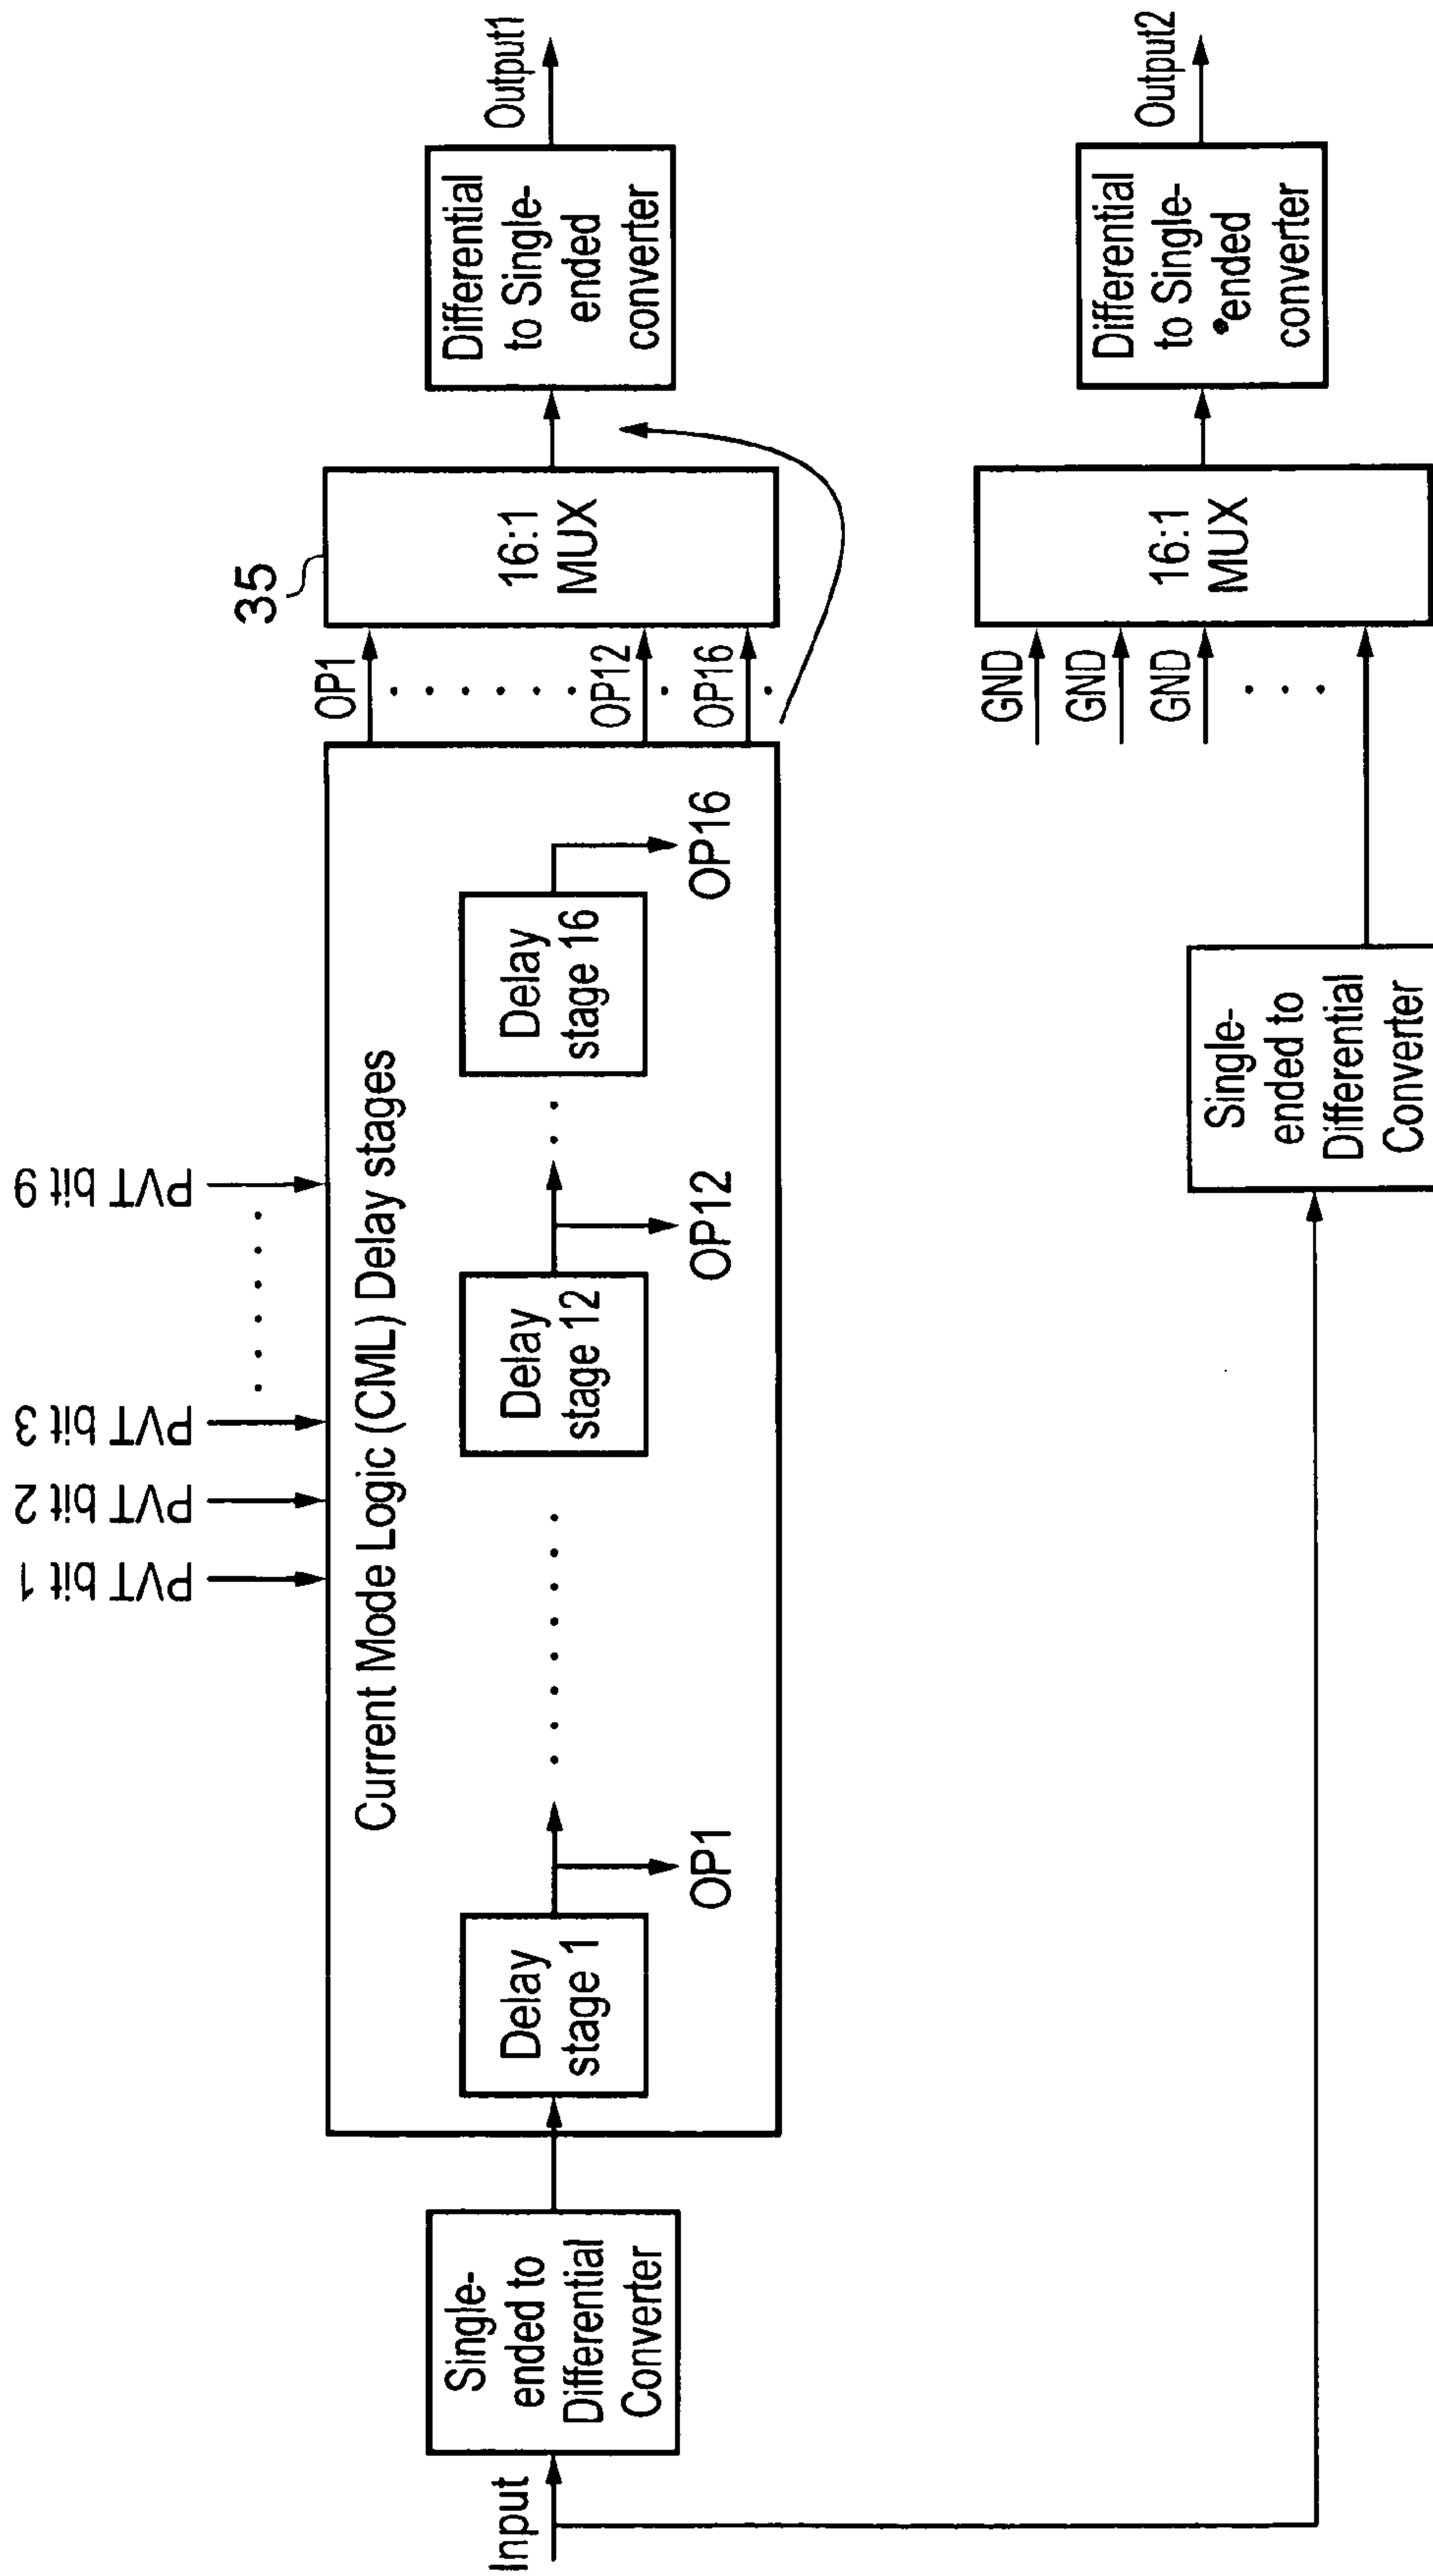 PVT bit 1
PVT bit 2
PVT bit 3
PVT bit 9
Current Mode Logic (CML) Delay stages
Input
Single-
ended to
Differential
Converter
Delay
stage 1
OP1
Delay
stage 12
OP12
Delay
stage 16
OP16
OP1
OP12
OP16
35
16:1
MUX
Differential
to Single-
ended
converter
Output1
Single-
ended to
Differential
Converter
GND
GND
GND
16:1
MUX
Differential
to Single-
ended
converter
Output2